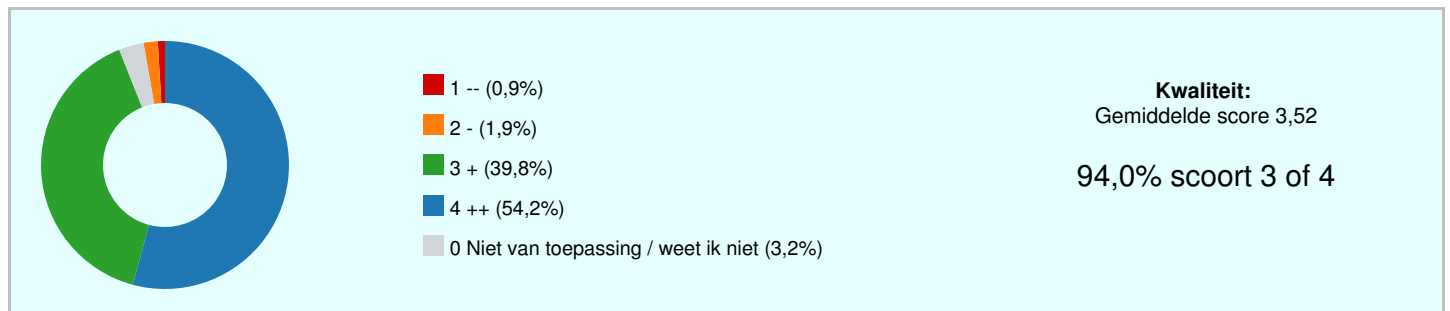 1 -- (0,9%)
2 - (1,9%)
3 + (39,8%)
4 ++ (54,2%)
0 Niet van toepassing / weet ik niet (3,2%)
Kwaliteit:
Gemiddelde score 3,52
94,0% scoort 3 of 4